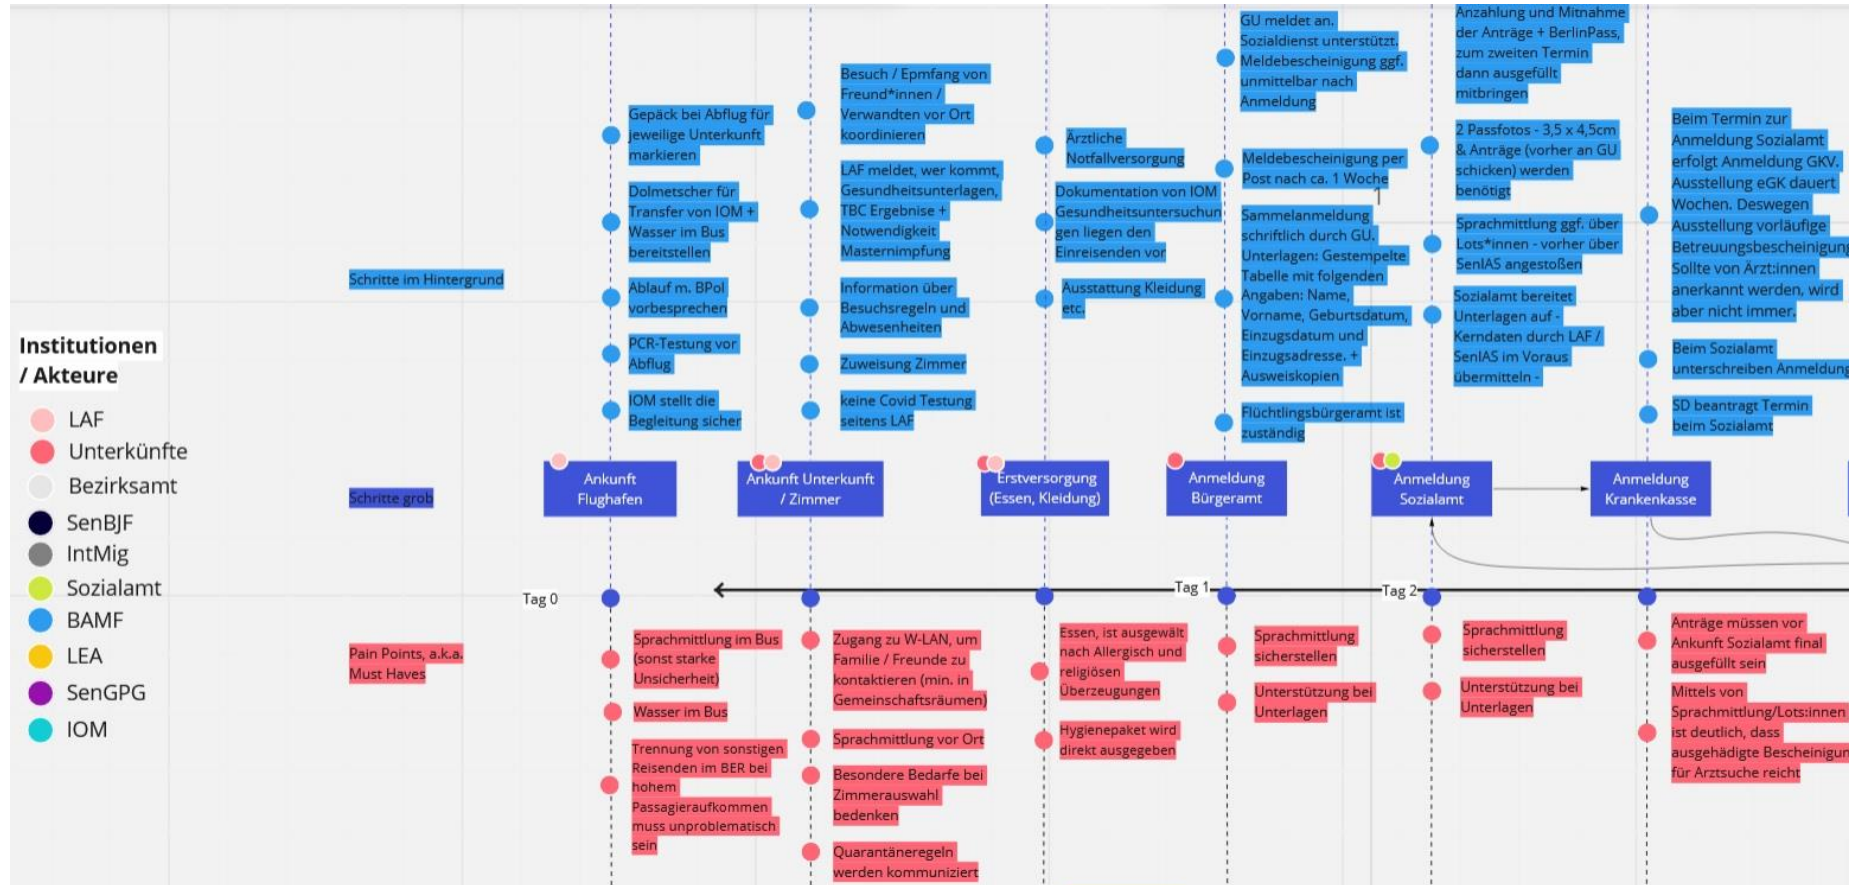 Institutionen
/ Akteure
LAF
Unterkünfte
Bezirksamt
SenBJF
IntMig
Sozialamt
BAMF
LEA
SenGPG
IOM
Schritte im Hintergrund
Schritte grob
Pain Points, a.k.a.
Must Haves
Gepäck bei Abflug für
jeweilige Unterkunft
markieren
Dolmetscher für
Transfer von IOM +
Wasser im Bus
bereitstellen
Ablauf m. BPol
vorbesprechen
PCR-Testung vor
Abflug
IOM stellt die
Begleitung sicher
Ankunft
Flughafen
Tag 0
Sprachmittlung im Bus
(sonst starke
Unsicherheit)
Wasser im Bus
Trennung von sonstigen
Reisenden im BER bei
hohem
Passagieraufkommen
muss unproblematisch
sein
Besuch / Epmfang von
Freund*innen /
Verwandten vor Ort
koordinieren
LAF meldet, wer kommt,
Gesundheitsunterlagen,
TBC Ergebnise +
Notwendigkeit
Masternimpfung
Information über
Besuchsregeln und
Abwesenheiten
Zuweisung Zimmer
keine Covid Testung
seitens LAF
Ankunft Unterkunft
/ Zimmer
Zugang zu W-LAN, um
Familie / Freunde zu
kontaktieren (min. in
Gemeinschaftsräumen)
Sprachmittlung vor Ort
Besondere Bedarfe bei
Zimmerauswahl
bedenken
Quarantäneregeln
werden kommuniziert
Ärztliche
Notfallversorgung
Dokumentation von IOM
Gesundheitsuntersuchun
gen liegen den
Einreisenden vor
Ausstattung Kleidung
etc.
Erstversorgung
(Essen, Kleidung)
Essen, ist ausgewält
nach Allergisch und
religiösen
Überzeugungen
Hygienepaket wird
direkt ausgegeben
GU meldet an.
Sozialdienst unterstützt.
Meldebescheinigung ggf.
unmittelbar nach
Anmeldung
Meldebescheinigung per
Post nach ca. 1 Woche
1
Sammelanmeldung
schriftlich durch GU.
Unterlagen: Gestempelte
Tabelle mit folgenden
Angaben: Name,
Vorname, Geburtsdatum,
Einzugsdatum und
Einzugsadresse. +
Ausweiskopien
Flüchtlingsbürgeramt ist
zuständig
Anmeldung
Bürgeramt
Tag 1
Sprachmittlung
sicherstellen
Unterstützung bei
Unterlagen
Anzahlung und Mitnahme
der Anträge + BerlinPass,
zum zweiten Termin
dann ausgefüllt
mitbringen
2 Passfotos - 3,5 x 4,5cm
& Anträge (vorher an GU
schicken) werden
benötigt
Sprachmittlung ggf. über
Lots*innen - vorher über
SenIAS angestoßen
Sozialamt bereitet
Unterlagen auf -
Kerndaten durch LAF /
SenIAS im Voraus
übermitteln -
Anmeldung
Sozialamt
Tag 2
Sprachmittlung
sicherstellen
Unterstützung bei
Unterlagen
Beim Termin zur
Anmeldung Sozialamt
erfolgt Anmeldung GKV.
Ausstellung eGK dauert
Wochen. Deswegen
Ausstellung vorläufige
Betreuungsbescheinigung
Sollte von Ärzt:innen
anerkannt werden, wird
aber nicht immer.
Beim Sozialamt
unterschreiben Anmeldung
SD beantragt Termin
beim Sozialamt
Anmeldung
Krankenkasse
Anträge müssen vor
Ankunft Sozialamt final
ausgefüllt sein
Mittels von
Sprachmittlung/Lots:innen
ist deutlich, dass
ausgehädigte Bescheinigun
für Arztsuche reicht